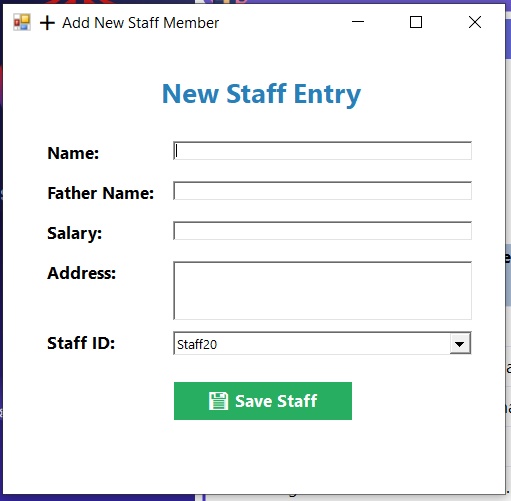 + Add New Staff Member
New Staff Entry
Name:
Father Name:
Salary:
Address:
Staff ID:
Staff20
Save Staff